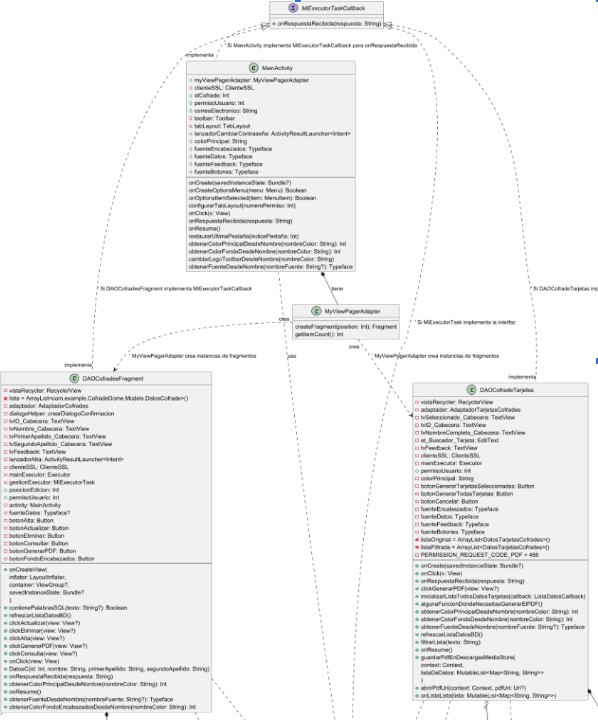 MiExecutorTaskCallback
onRespuestaRecibida(respuesta: String)
Si MainActivity implementa MiExecutorTaskCallback para onRespuestaRecibida
implementa
MainActivity
myViewPagerAdapter: MyViewPagerAdapter
clienteSSL: ClienteSSL
idCofrade: Int
permisoUsuario: Int
correoElectronico: String
toolbar: Toolbar
tabLayout: TabLayout
lanzadorCambiarContraseña: ActivityResultLauncher<Intent>
colorPrincipal: String
fuenteEncabezados: Typeface
fuenteDatos: Typeface
fuenteFeedback: Typeface
fuenteBotones: Typeface
onCreate(savedInstanceState: Bundle?)
onCreateOptionsMenu(menu: Menu): Boolean
onOptionsItemSelected(item: MenuItem): Boolean
configurarTabLayout(numeroPermiso: Int)
onClick(v: View)
onRespuestaRecibida(respuesta: String)
onResume()
restaurarUltimaPestaña(indicePestaña: Int)
obtenerColorPrincipalDesdeNombre(nombreColor: String): Int
obtenerColorFondoDesdeNombre(nombreColor: String): Int
cambiarLogoToolbarDesdeNombre(nombreColor: String)
obtenerFuenteDesdeNombre(nombreFuente: String?): Typeface
Si DAOCofradesFragment implementa MiExecutorTaskCallback
tiene
Si DAOCofradeTarjetas
MyViewPagerAdapter
createFragment(position: Int): Fragment
getItemCount(): Int
crea
Si MiExecutorTask implementa la interfaz
crea
uso
MyViewPagerAdapter crea instancias de fragmentos
MyViewPagerAdapter crea instancias de fragmentos
implementa
implementa
DAOCofradesFragment
vistaRecycler: RecyclerView
lista = ArrayList<com.example.CofradeDome.Models.DatosCofrade>()
adaptador: AdaptadorCofrades
dialogoHelper: crearDialogoConfirmacion
tvID_Cabecera: TextView
tvNombre_Cabecera: TextView
tvPrimerApellido_Cabecera: TextView
tvSegundoApellido_Cabecera: TextView
tvFeedback: TextView
lanzadorAlta: ActivityResultLauncher<Intent>
clienteSSL: ClienteSSL
mainExecutor: Executor
gestionExecutor: MiExecutorTask
posicionEdicion: Int
permisoUsuario: Int
activity: MainActivity
fuenteDatos: Typeface?
botonAlta: Button
botonActualizar: Button
botonEliminar: Button
botonConsultar: Button
botonGenerarPDF: Button
botonFondoEncabezados: Button
onCreateView(
inflater: LayoutInflater,
container: ViewGroup?,
savedInstanceState: Bundle?
)
contienePalabrasSQL(texto: String?): Boolean
refrescarListaDatosBD()
clickActualizar(view: View?)
clickEliminar(view: View?)
clickAlta(view: View?)
clickGenerarPDF(view: View?)
clickConsulta(view: View?)
onClick(view: View?)
DatosC(id: Int, nombre: String, primerApellido: String, segundoApellido: String)
onRespuestaRecibida(respuesta: String)
obtenerColorPrincipalDesdeNombre(nombreColor: String): Int
onResume()
obtenerFuenteDesdeNombre(nombreFuente: String?): Typeface
obtenerColorFondoEncabezadosDesdeNombre(nombreColor: String): Int
DAOCofradeTarjetas
vistaRecycler: RecyclerView
adaptador: AdaptadorTarjetasCofrades
tvSeleccionado_Cabecera: TextView
tvID_Cabecera: TextView
tvNombreCompleto_Cabecera: TextView
et_Buscador_Tarjeta: EditText
tvFeedback: TextView
clienteSSL: ClienteSSL
mainExecutor: Executor
permisoUsuario: Int
colorPrincipal: String
botonGenerarTarjetasSeleccionadas: Button
botonGenerarTodasTarjetas: Button
botonCancelar: Button
fuenteEncabezados: Typeface
fuenteDatos: Typeface
fuenteFeedback: Typeface
fuenteBotones: Typeface
listaOriginal = ArrayList<DatosTarjetasCofrades>()
listaFiltrada = ArrayList<DatosTarjetasCofrades>()
PERMISSION_REQUEST_CODE_PDF = 456
onCreate(savedInstanceState: Bundle?)
onClick(v: View)
onRespuestaRecibida(respuesta: String)
clickGenerarPDF(view: View)
inicializarListaTodosDatosTarjetas(callback: ListaDatosCallback)
algunaFuncionDondeNecesitasGenerarElPDF()
obtenerColorPrincipalDesdeNombre(nombreColor: String): Int
obtenerColorFondoDesdeNombre(nombreColor: String): Int
obtenerFuenteDesdeNombre(nombreFuente: String?): Typeface
refrescarListaDatosBD()
filtrarLista(texto: String)
onResume()
guardarPdfEnDescargasMediaStore(
context: Context,
listaDeDatos: MutableList<Map<String, String>>
)
abrirPdfUri(context: Context, pdfUri: Uri?)
onListaLista(lista: MutableList<Map<String, String>>)